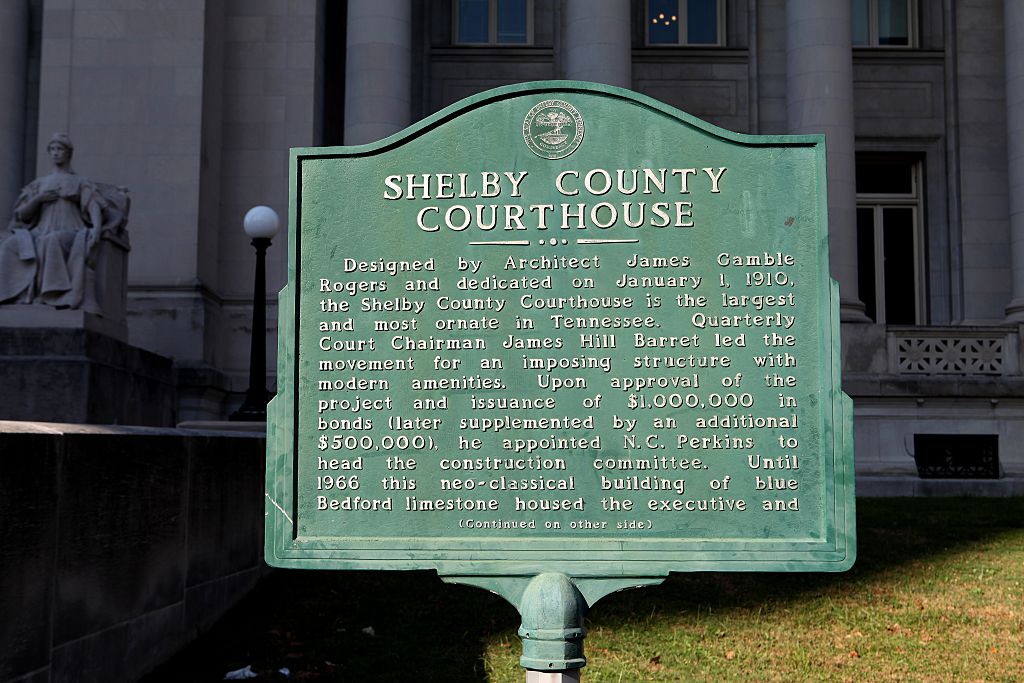 SHELBY COUNTY
COURTHOUSE
Designed by Architect James Gamble
Rogers and dedicated on January 1, 1910,
the Shelby County Courthouse is the largest
and most ornate in Tennessee. Quarterly
Court Chairman James Hill Barret led the
movement for an imposing structure with
modern amenities. Upon approval of the
project and issuance of $1,000,000 in
bonds (later supplemented by an additional
$500,000), he appointed N.C. Perkins to
head the construction committee. Until
1966 this neo-classical building of blue
Bedford limestone housed the executive and
(Continued on other side)